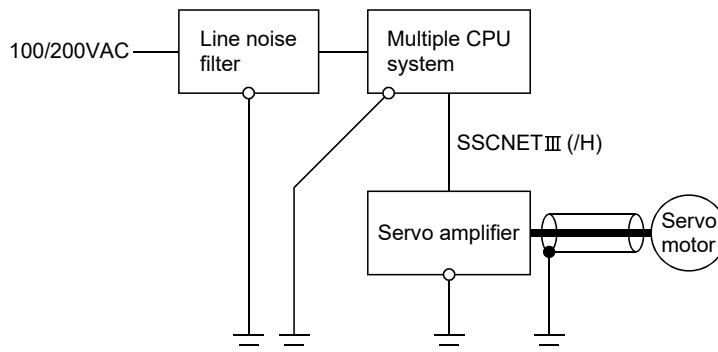 100/200VAC
Line noise
filter
Multiple CPU
system
SSCNETⅢ (/H)
Servo amplifier
Servo
motor